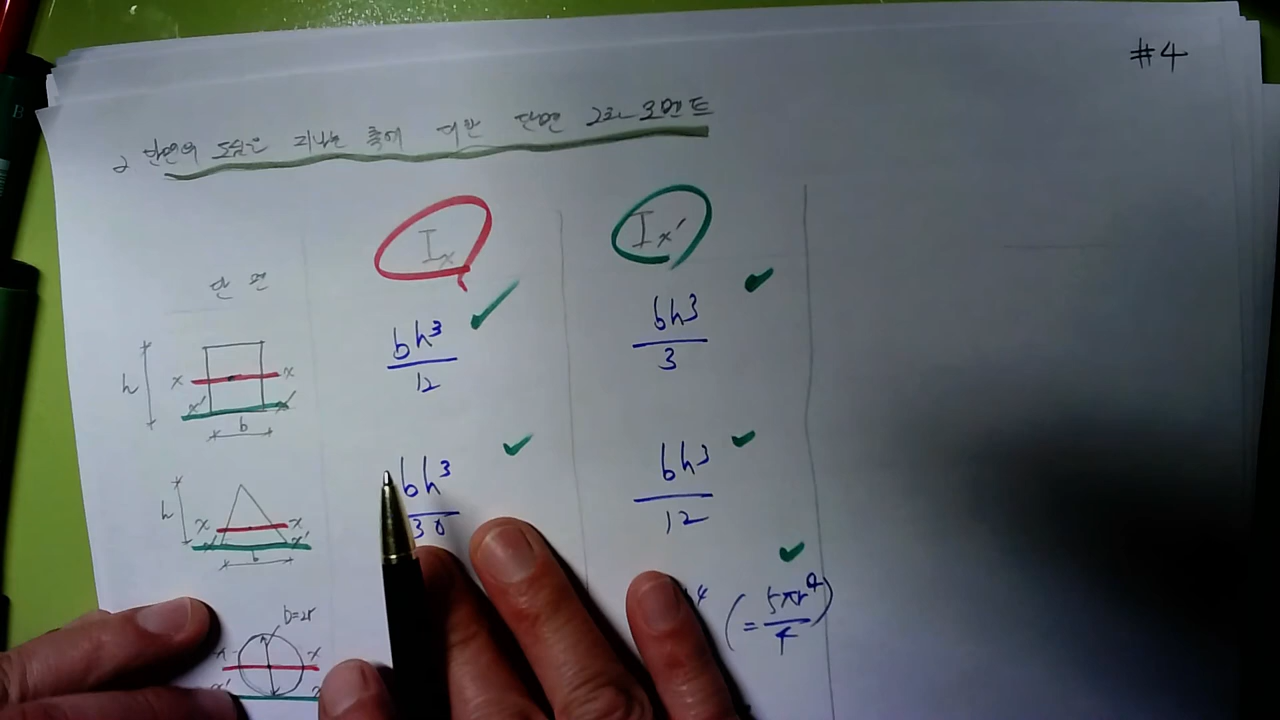 #4
2 단면의 도심을 지나는 축에 대한 단면 2차 모멘트
단면 Ix Ix'
h x x x' x' b bh³/12 bh³/3
h x x x' x' b bh³/36 bh³/12
D=2r x x x' (= 5πr⁴/4)
B